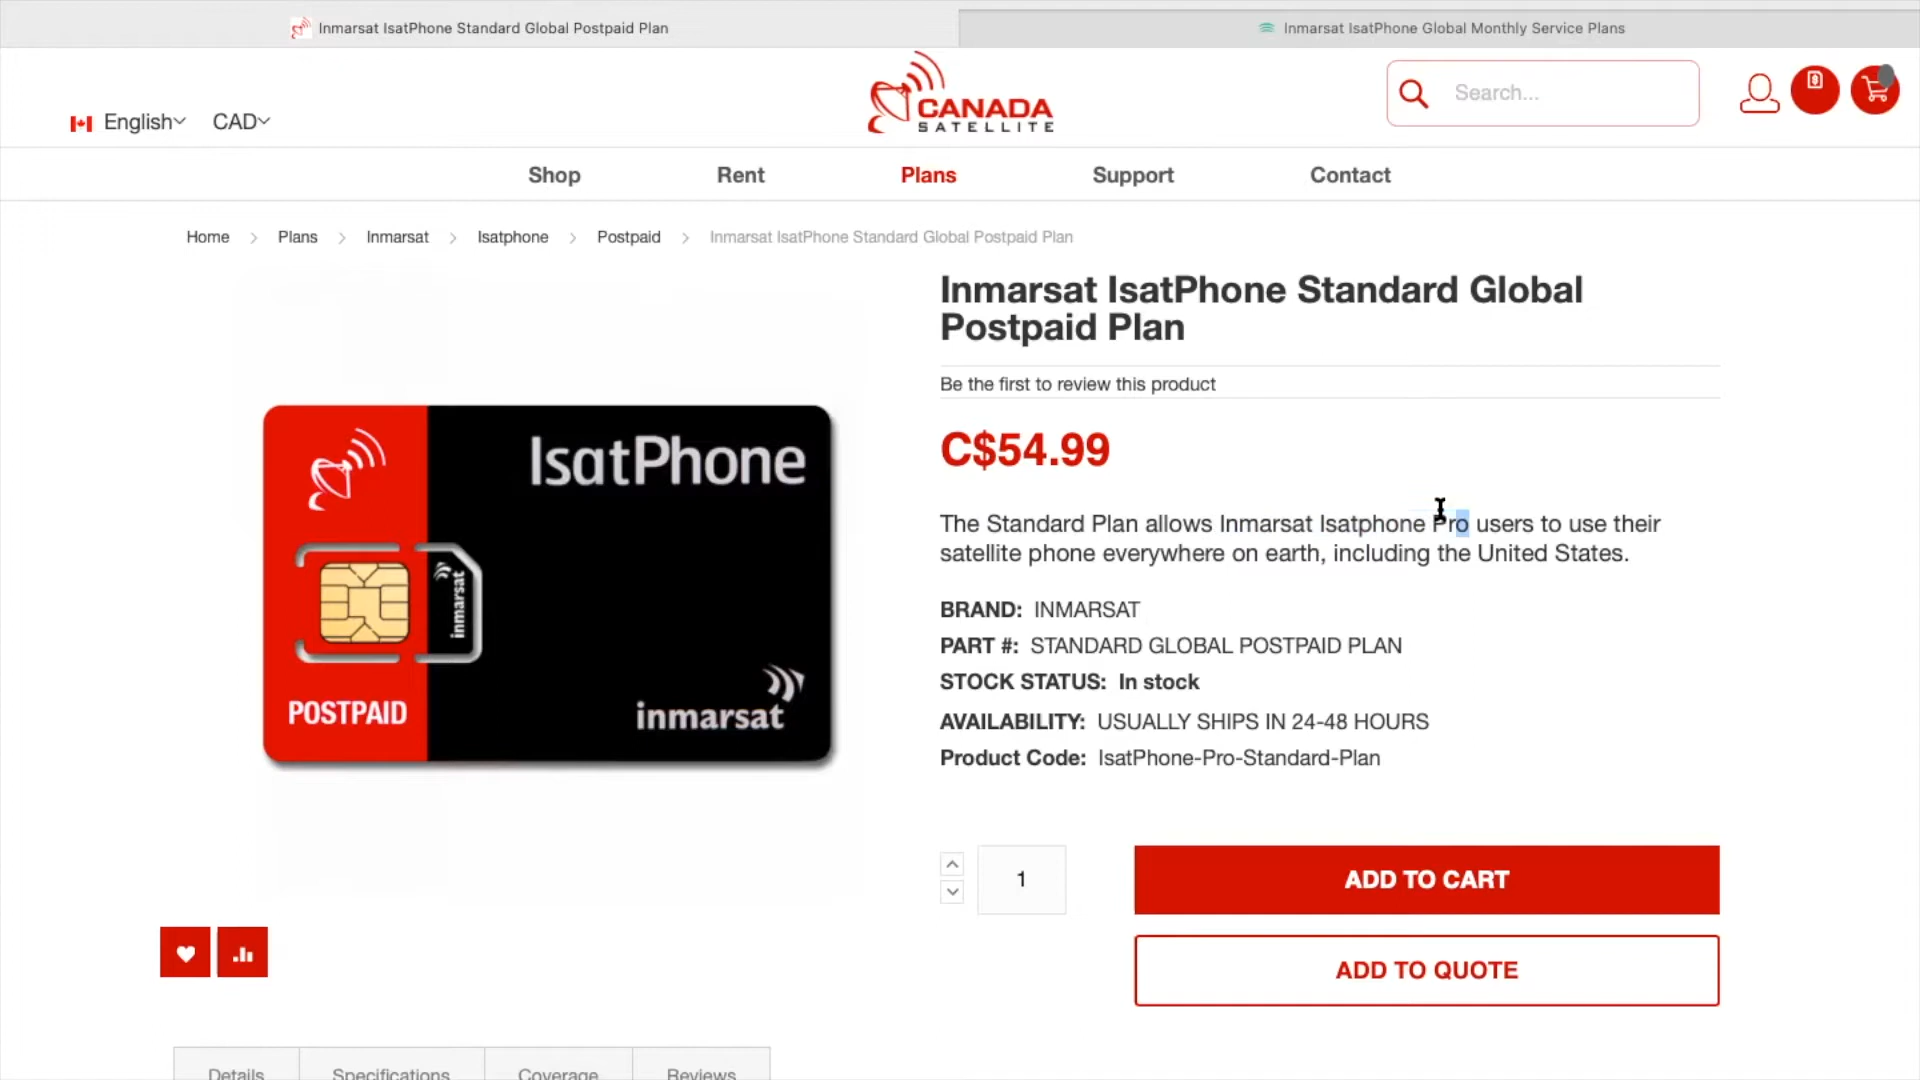 Inmarsat IsatPhone Standard Global Postpaid Plan
Inmarsat IsatPhone Global Monthly Service Plans
English
CAD
CANADA
SATELLITE
Search...
Shop
Rent
Plans
Support
Contact
Home
Plans
Inmarsat
Isatphone
Postpaid
Inmarsat IsatPhone Standard Global Postpaid Plan
IsatPhone
inmarsat
POSTPAID
inmarsat
Inmarsat IsatPhone Standard Global
Postpaid Plan
Be the first to review this product
C$54.99
The Standard Plan allows Inmarsat Isatphone Pro users to use their
satellite phone everywhere on earth, including the United States.
BRAND: INMARSAT
PART #: STANDARD GLOBAL POSTPAID PLAN
STOCK STATUS: In stock
AVAILABILITY: USUALLY SHIPS IN 24-48 HOURS
Product Code: IsatPhone-Pro-Standard-Plan
1
ADD TO CART
ADD TO QUOTE
Details
Specifications
Coverage
Reviews